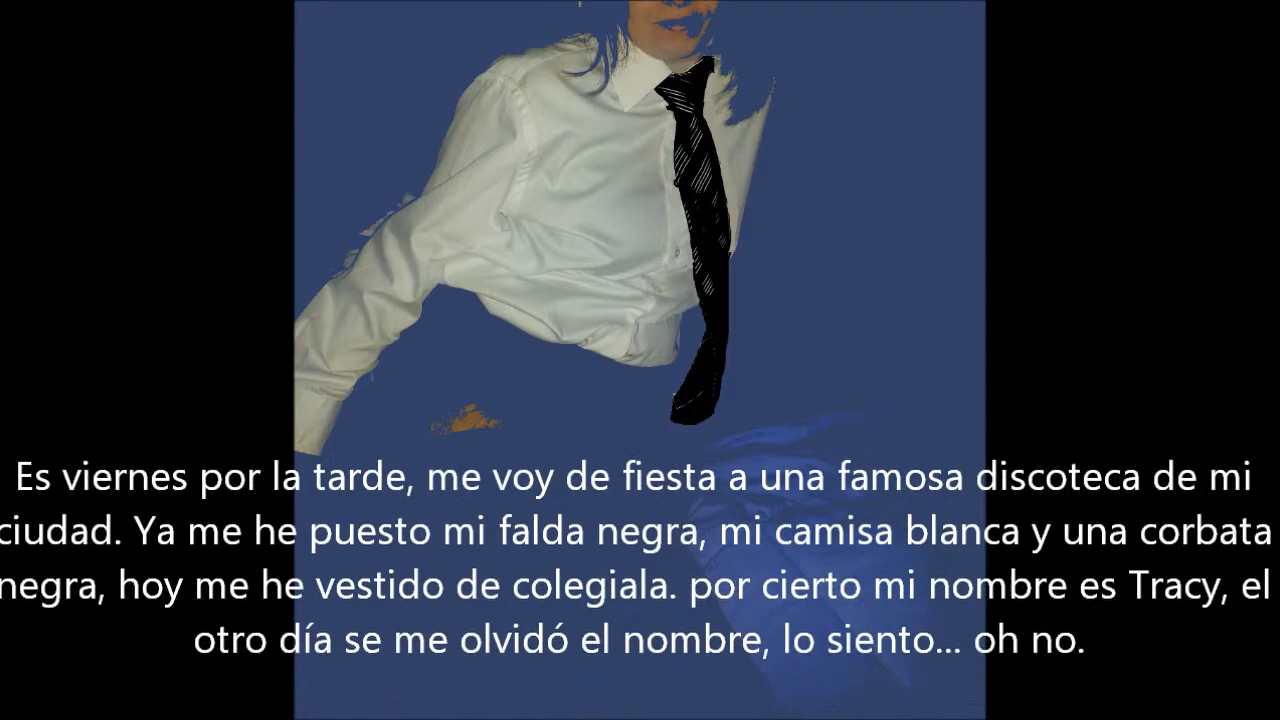 Es viernes por la tarde, me voy de fiesta a una famosa discoteca de mi
ciudad. Ya me he puesto mi falda negra, mi camisa blanca y una corbata
negra, hoy me he vestido de colegiala. por cierto mi nombre es Tracy, el
otro día se me olvidó el nombre, lo siento... oh no.